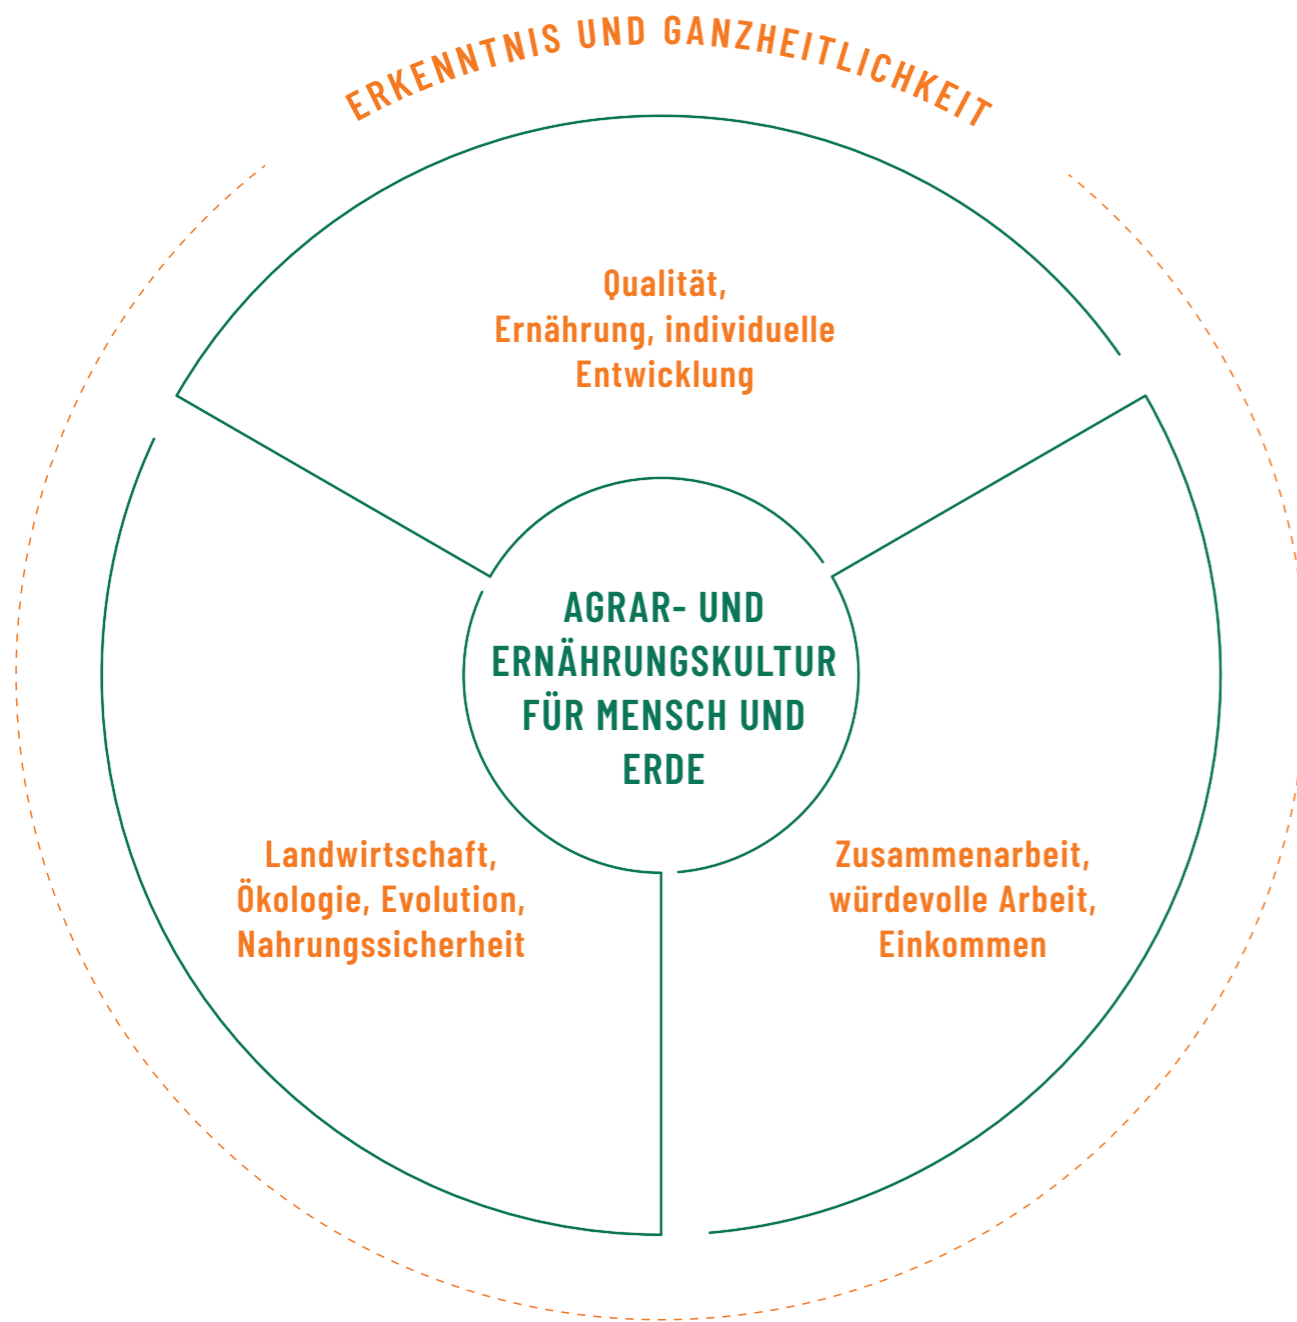 ERKENNTNIS UND GANZHEITLICHKEIT
Qualität,
Ernährung, individuelle
Entwicklung
AGRAR- UND
ERNÄHRUNGSKULTUR
FÜR MENSCH UND
ERDE
Landwirtschaft,
Ökologie, Evolution,
Nahrungssicherheit
Zusammenarbeit,
würdevolle Arbeit,
Einkommen